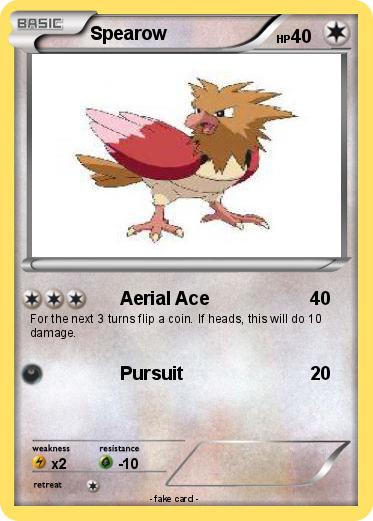 BASIC
Spearow
HP40
Aerial Ace 40
For the next 3 turns flip a coin. If heads, this will do 10
damage.
Pursuit 20
weakness resistance
x2 -10
retreat
- fake card -